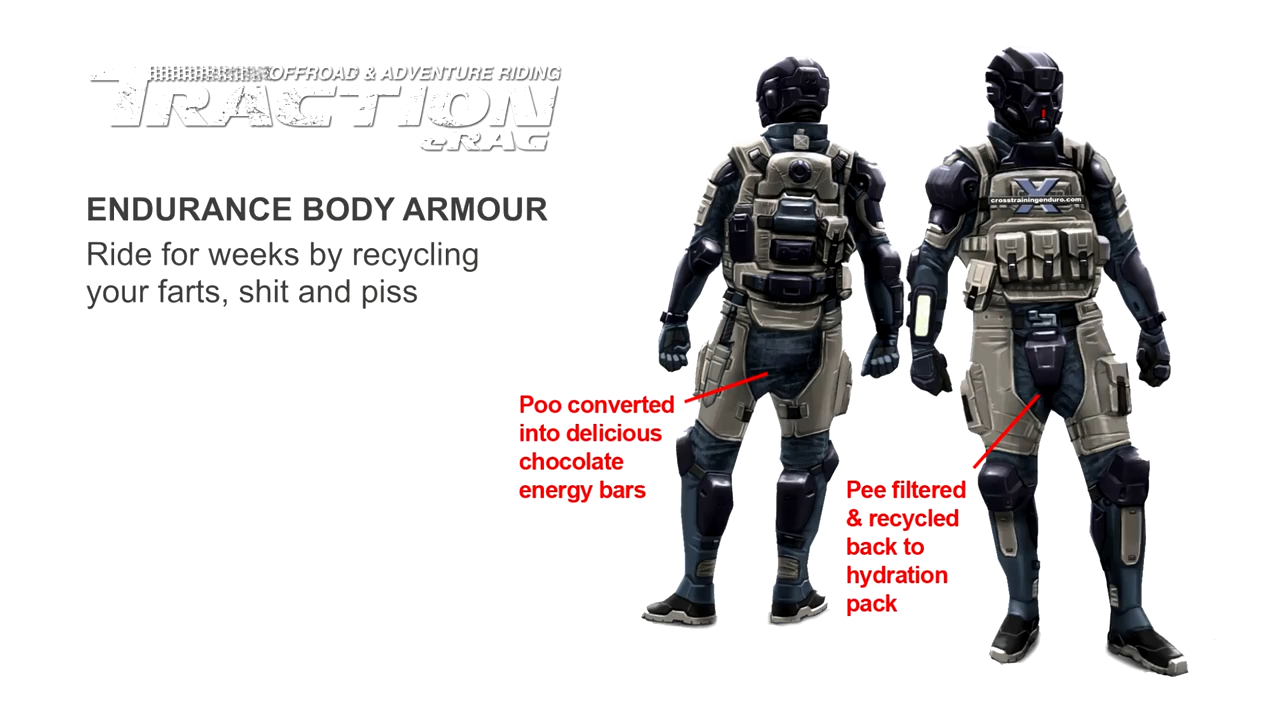 OFFROAD & ADVENTURE RIDING
TRACTION
eRAG
ENDURANCE BODY ARMOUR
Ride for weeks by recycling
your farts, shit and piss
X
crosstrainingenduro.com
Poo converted
into delicious
chocolate
energy bars
Pee filtered
& recycled
back to
hydration
pack